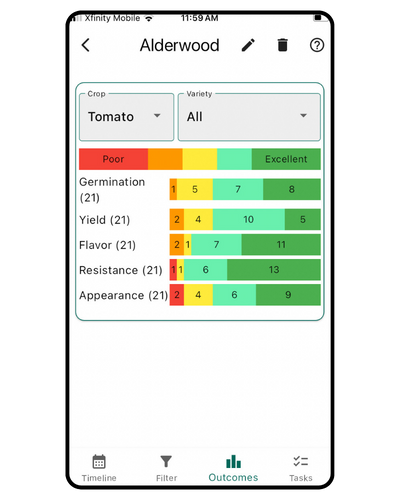 Xfinity Mobile 11:59 AM
Alderwood
Crop Variety
Tomato All
Poor Excellent
Germination (21) 1 5 7 8
Yield (21) 2 4 10 5
Flavor (21) 2 1 7 11
Resistance (21) 1 1 6 13
Appearance (21) 2 4 6 9
Timeline Filter Outcomes Tasks